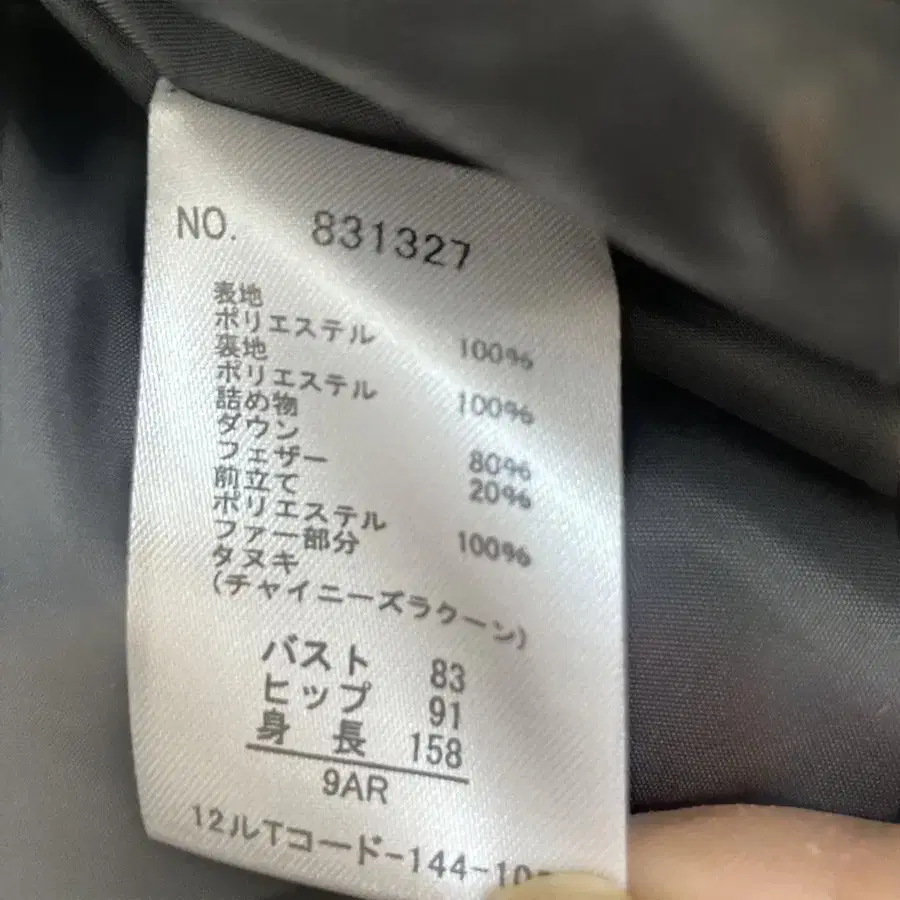 NO. 831327
表地
ポリエステル 100%
裏地
ポリエステル 100%
詰め物
ダウン 80%
フェザー 20%
前立て
ポリエステル 100%
ファー部分
タヌキ
(チャイニーズラクーン)
バスト 83
ヒップ 91
身長 158
9AR
12ルTコード-144-10